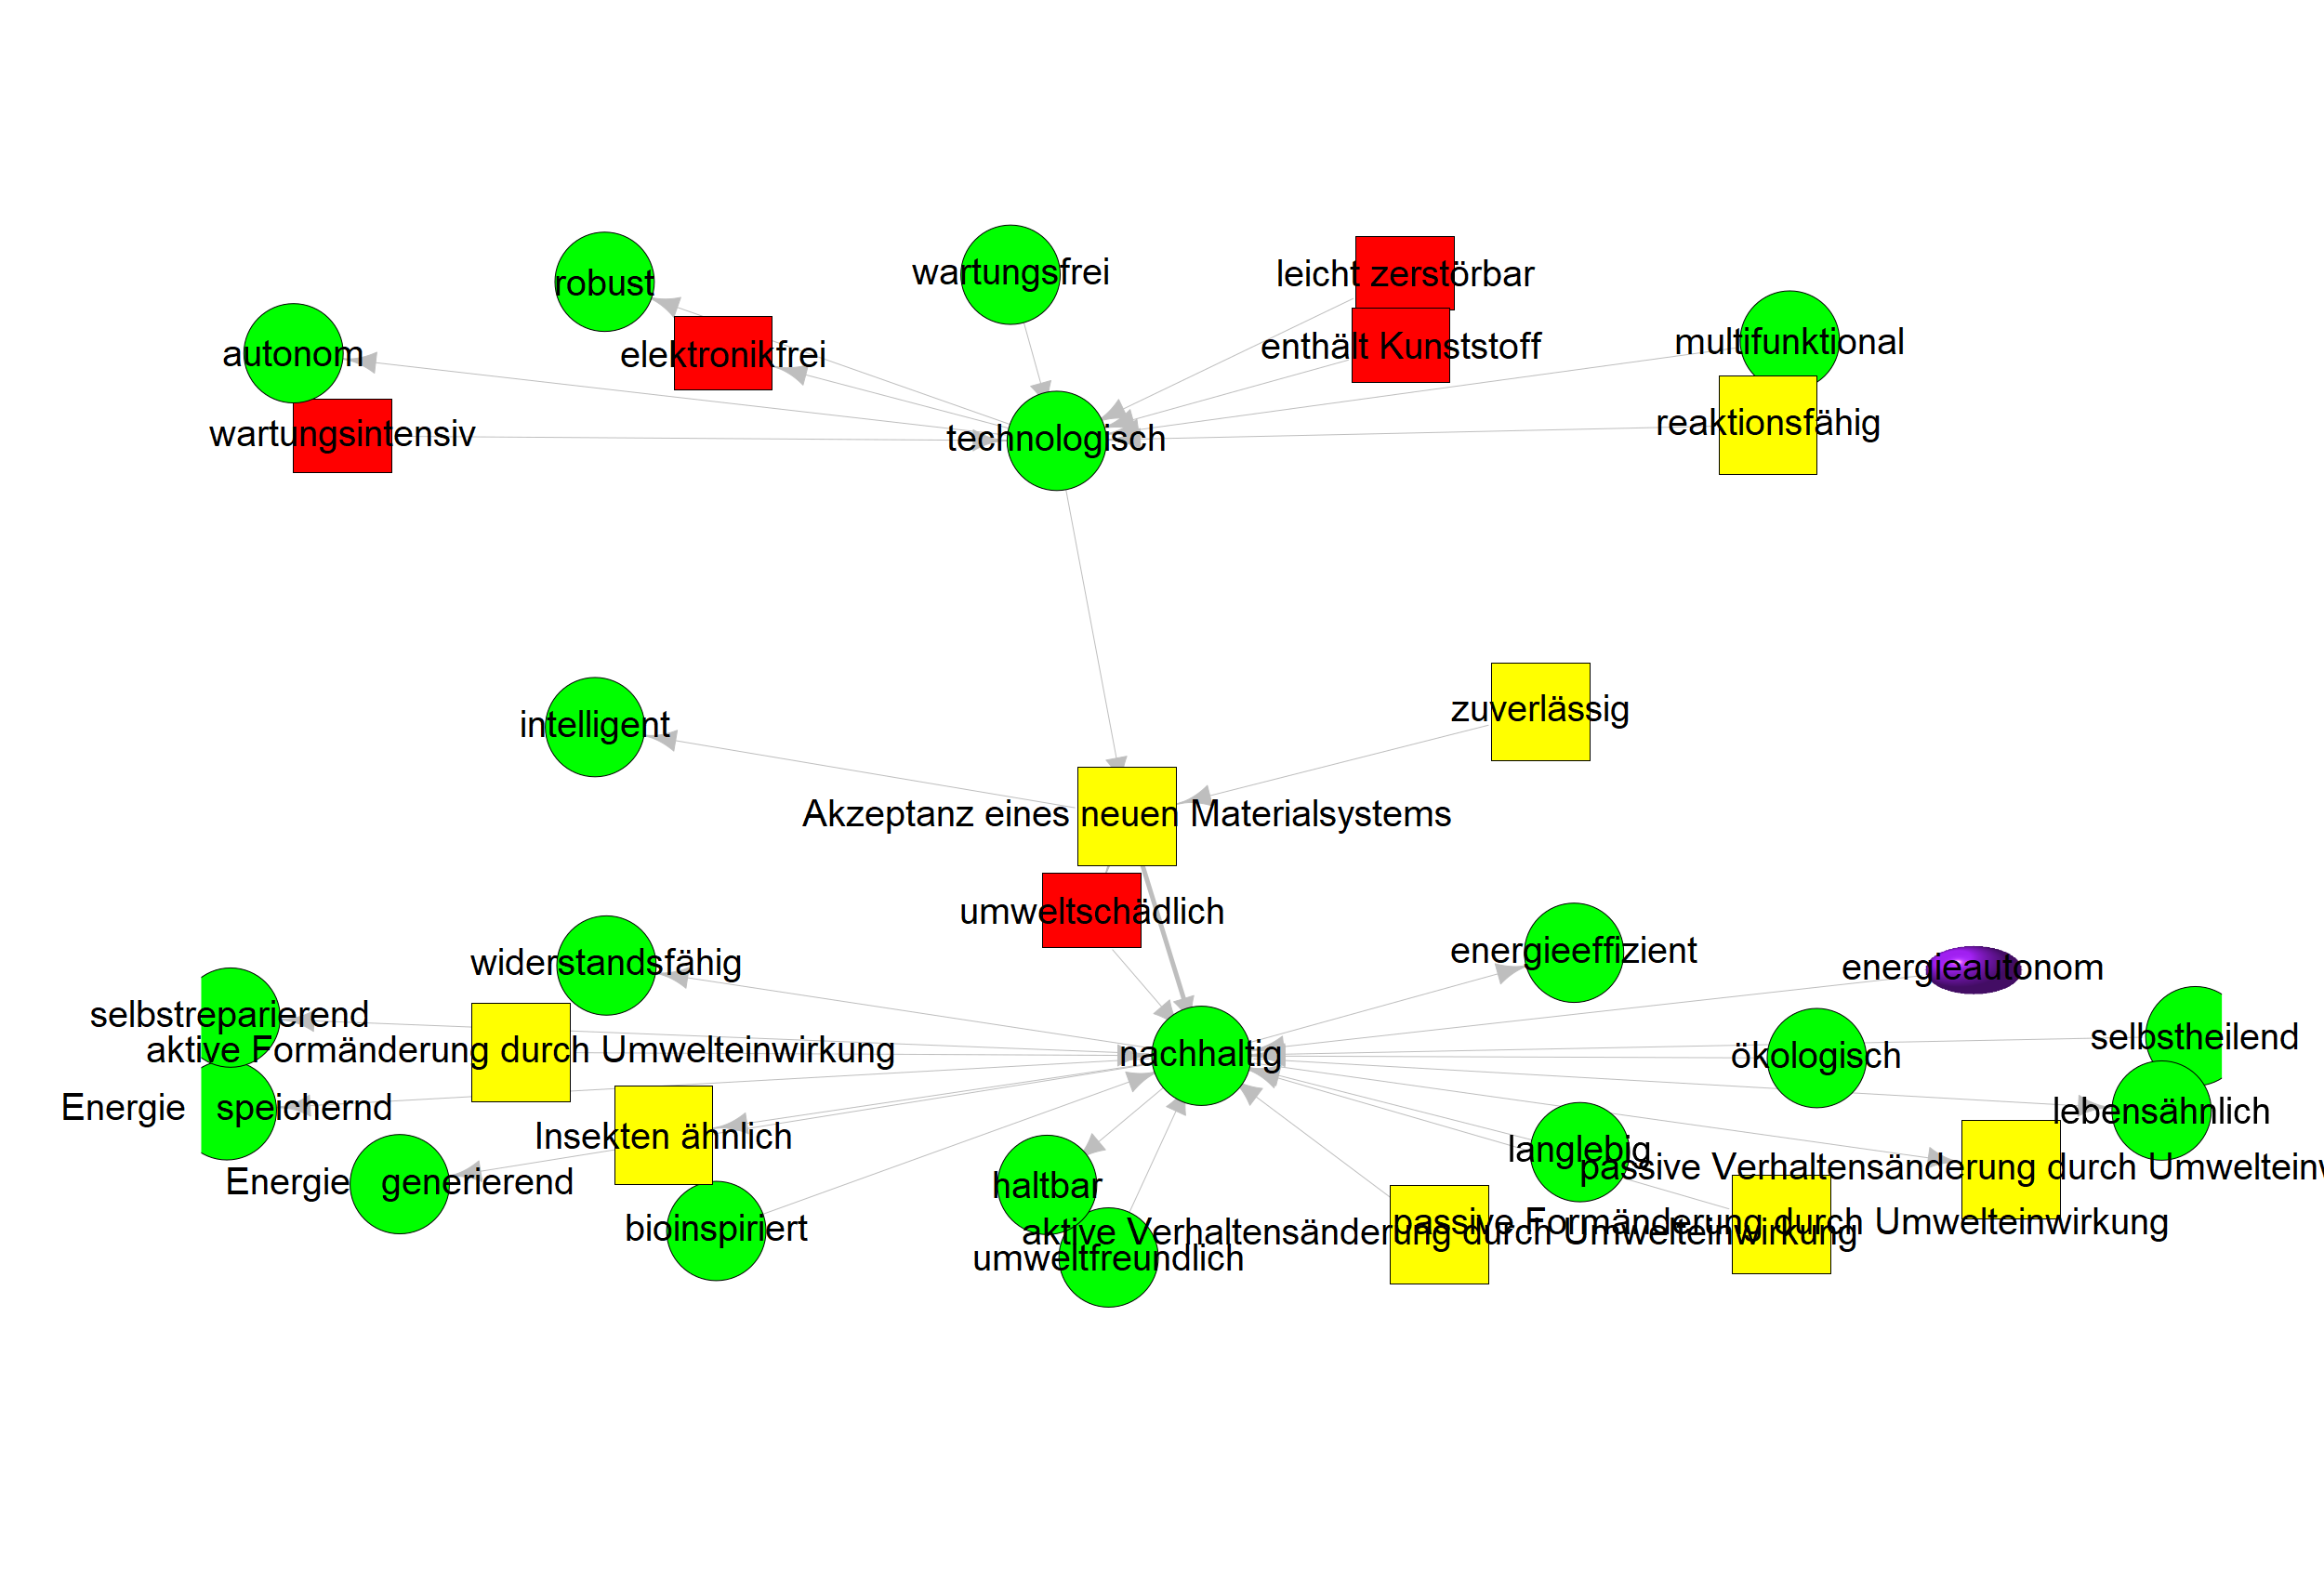 wartungsfrei
leicht zerstörbar
robust
multifunktional
enthält Kunststoff
autonom
elektronikfrei
reaktionsfähig
wartungsintensiv
technologisch
zuverlässig
intelligent
Akzeptanz eines neuen Materialsystems
umweltschädlich
energieeffizient
widerstandsfähig
energieautonom
selbstreparierend
selbstheilend
aktive Formänderung durch Umwelteinwirkung
nachhaltig
ökologisch
Energie speichernd
lebensähnlich
Insekten ähnlich
langlebig
passive Verhaltensänderung durch Umwelteinw
Energie generierend
haltbar
passive Formänderung durch Umwelteinwirkung
bioinspiriert
aktive Verhaltensänderung durch Umwelteinwirkung
umweltfreundlich